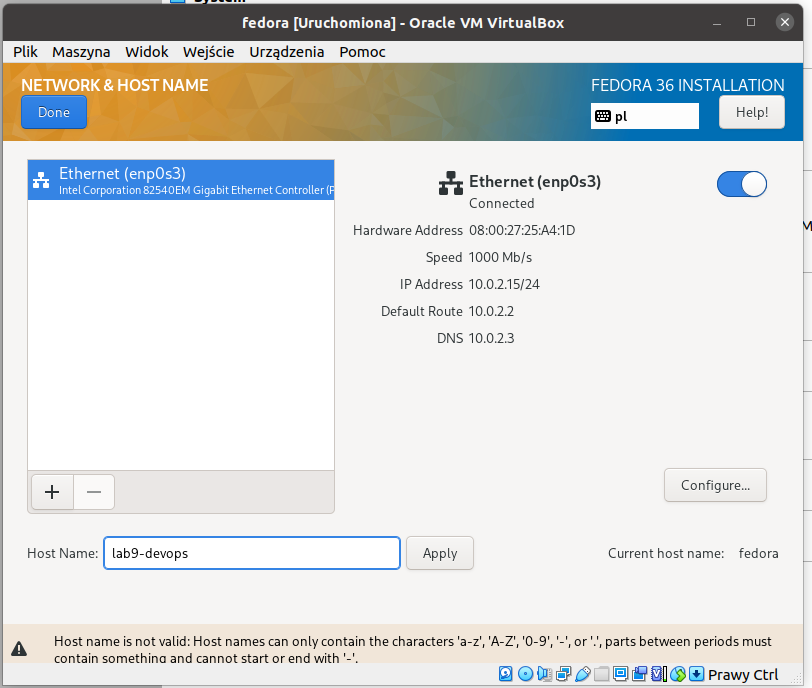 System
fedora [Uruchomiona] - Oracle VM VirtualBox
Plik Maszyna Widok Wejście Urządzenia Pomoc
NETWORK & HOST NAME
FEDORA 36 INSTALLATION
Done
pl
Help!
Ethernet (enp0s3)
Intel Corporation 82540EM Gigabit Ethernet Controller (P
Ethernet (enp0s3)
Connected
Hardware Address 08:00:27:25:A4:1D
Speed 1000 Mb/s
IP Address 10.0.2.15/24
Default Route 10.0.2.2
DNS 10.0.2.3
+ −
Configure...
Host Name: lab9-devops Apply Current host name: fedora
Host name is not valid: Host names can only contain the characters 'a-z', 'A-Z', '0-9', '-', or '.', parts between periods must
contain something and cannot start or end with '-'.
Prawy Ctrl